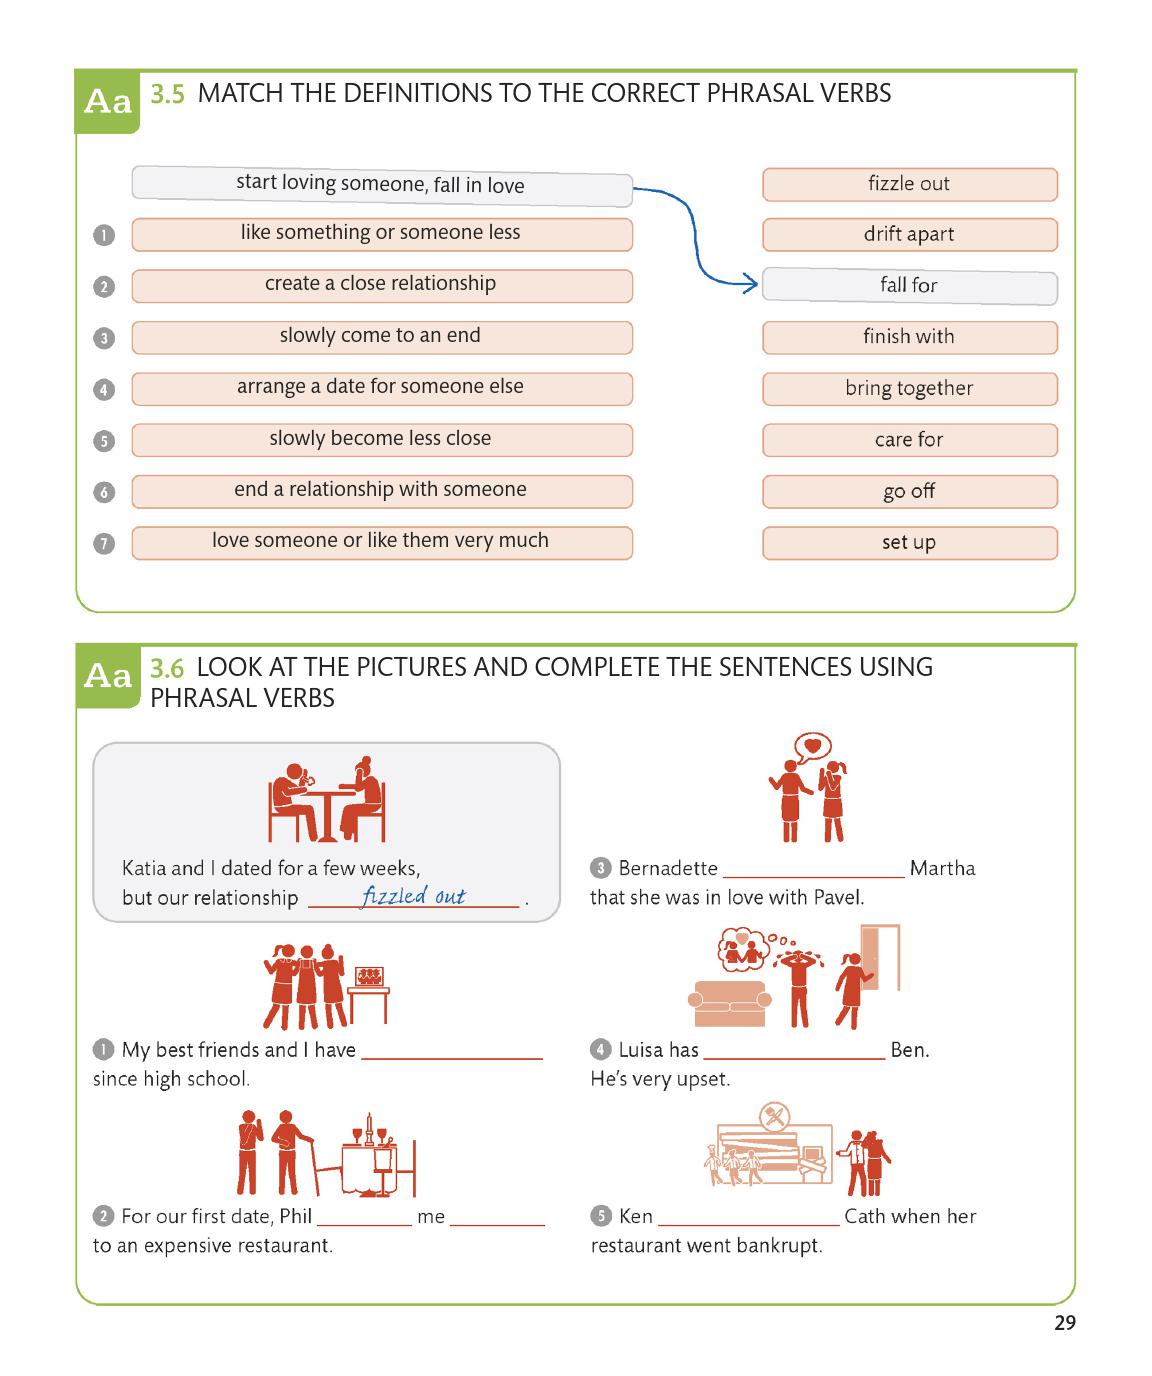 Aa
3.5 MATCH THE DEFINITIONS TO THE CORRECT PHRASAL VERBS
start loving someone, fall in love
fizzle out
1 like something or someone less
drift apart
2 create a close relationship
fall for
3 slowly come to an end
finish with
4 arrange a date for someone else
bring together
5 slowly become less close
care for
6 end a relationship with someone
go off
7 love someone or like them very much
set up
Aa
3.6 LOOK AT THE PICTURES AND COMPLETE THE SENTENCES USING
PHRASAL VERBS
Katia and I dated for a few weeks,
but our relationship fizzled out .
1 My best friends and I have ____________
since high school.
2 For our first date, Phil ______ me ______
to an expensive restaurant.
3 Bernadette ____________ Martha
that she was in love with Pavel.
4 Luisa has ____________ Ben.
He's very upset.
5 Ken ____________ Cath when her
restaurant went bankrupt.
29